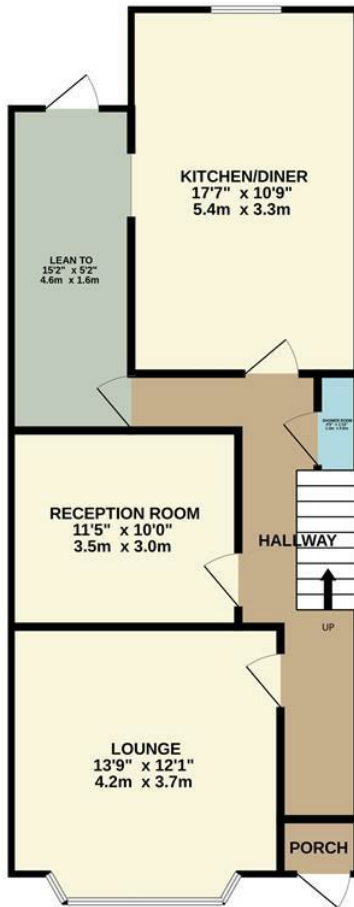 KITCHEN/DINER
17'7" x 10'9"
5.4m x 3.3m
LEAN TO
15'2" x 5'2"
4.6m x 1.6m
SHOWER ROOM
RECEPTION ROOM
11'5" x 10'0"
3.5m x 3.0m
HALLWAY
UP
LOUNGE
13'9" x 12'1"
4.2m x 3.7m
PORCH